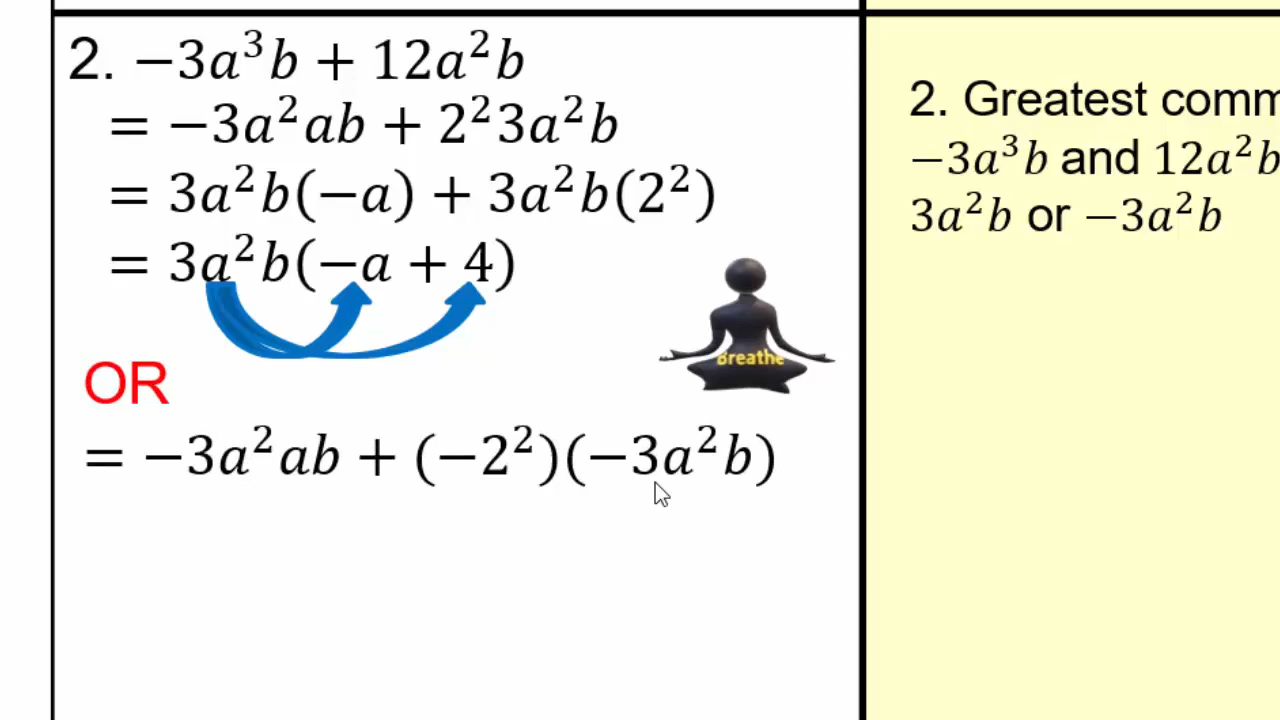 2. −3a³b + 12a²b
= −3a²ab + 2²3a²b
= 3a²b(−a) + 3a²b(2²)
= 3a²b(−a + 4)
Breathe
OR
= −3a²ab + (−2²)(−3a²b)
2. Greatest comm
−3a³b and 12a²b
3a²b or −3a²b